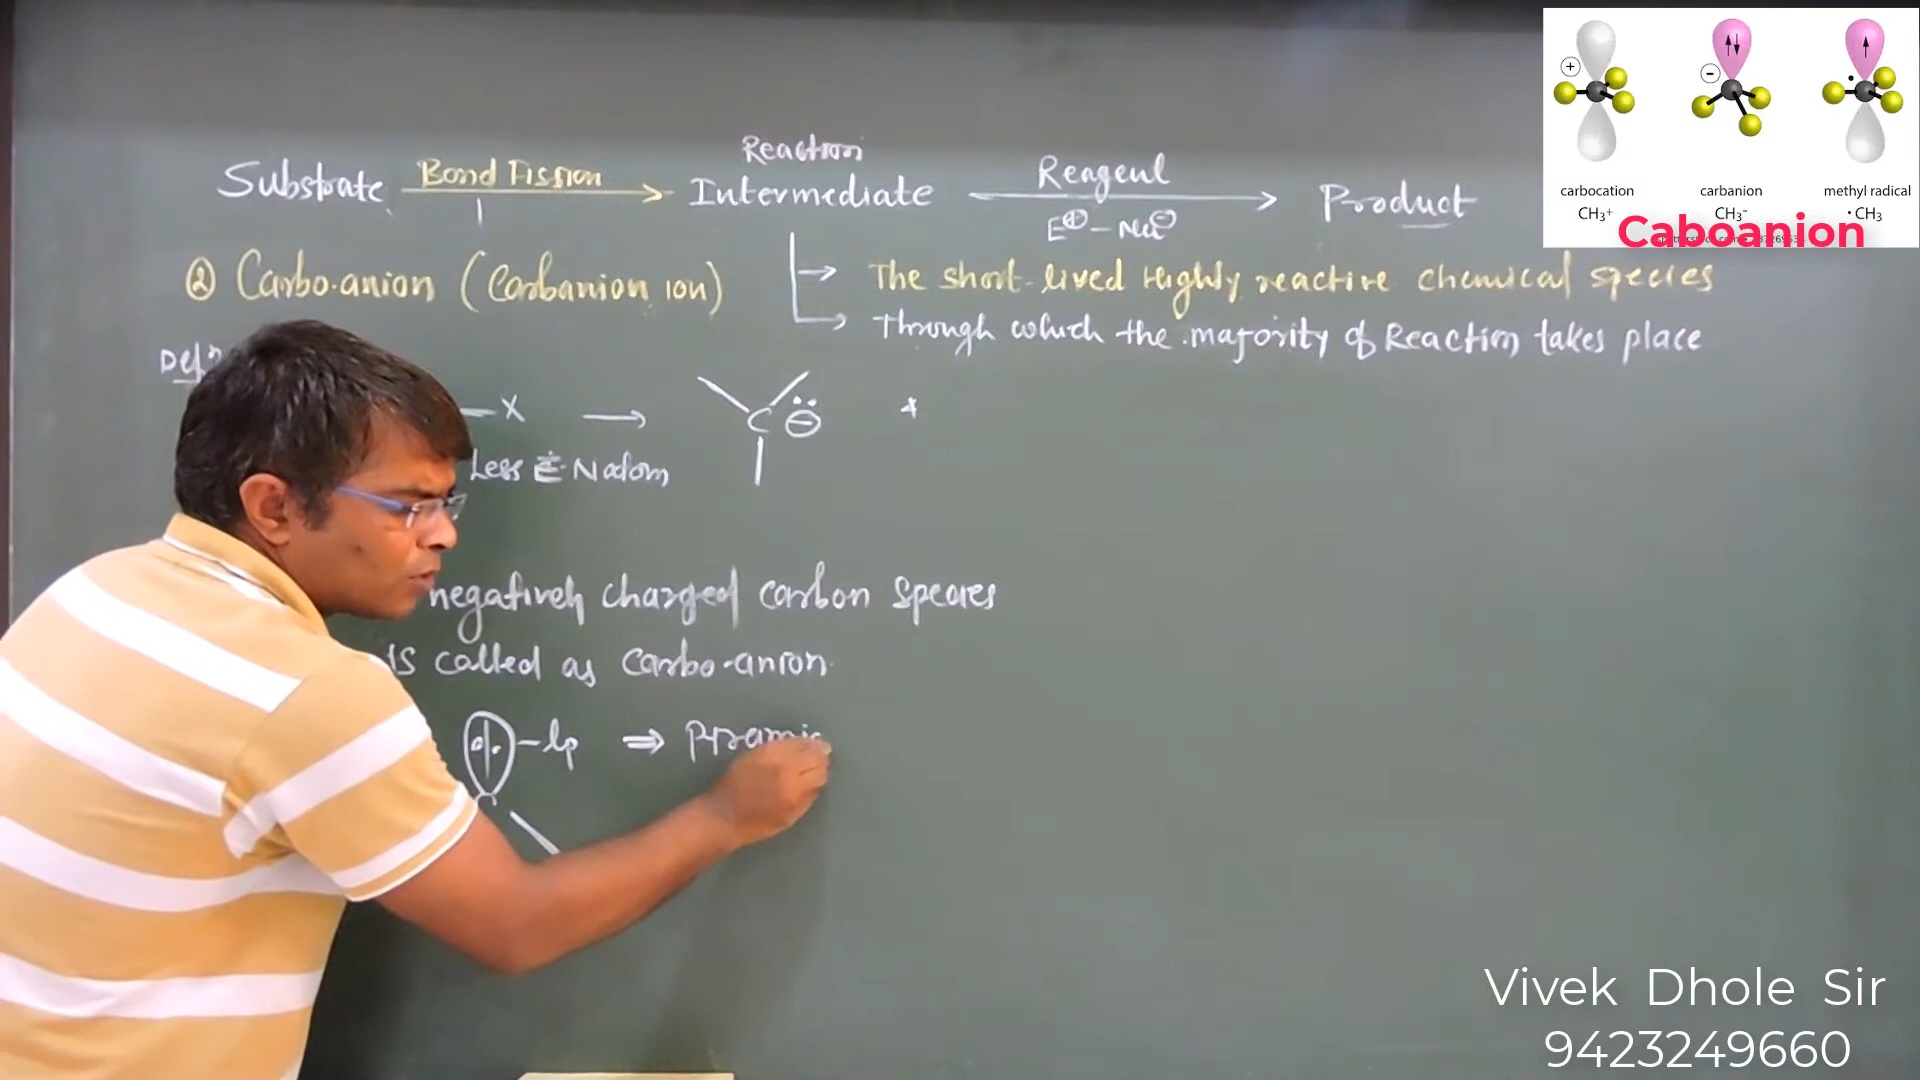 Reaction
Substrate Bond Fission Intermediate Reagent Product
E⊕ – Nu⊖
② Carbo-anion (Carbanion ion)
→ The short-lived Highly reactive chemical species
→ Through which the majority of Reaction takes place
Defn
–X → C⊖ +
Less E.N atom
negatively charged carbon species
is called as Carbo-anion.
–lp ⇒ Pyrami
C
carbocation carbanion methyl radical
CH₃⁺ CH₃⁻ •CH₃
Caboanion
Vivek Dhole Sir
9423249660